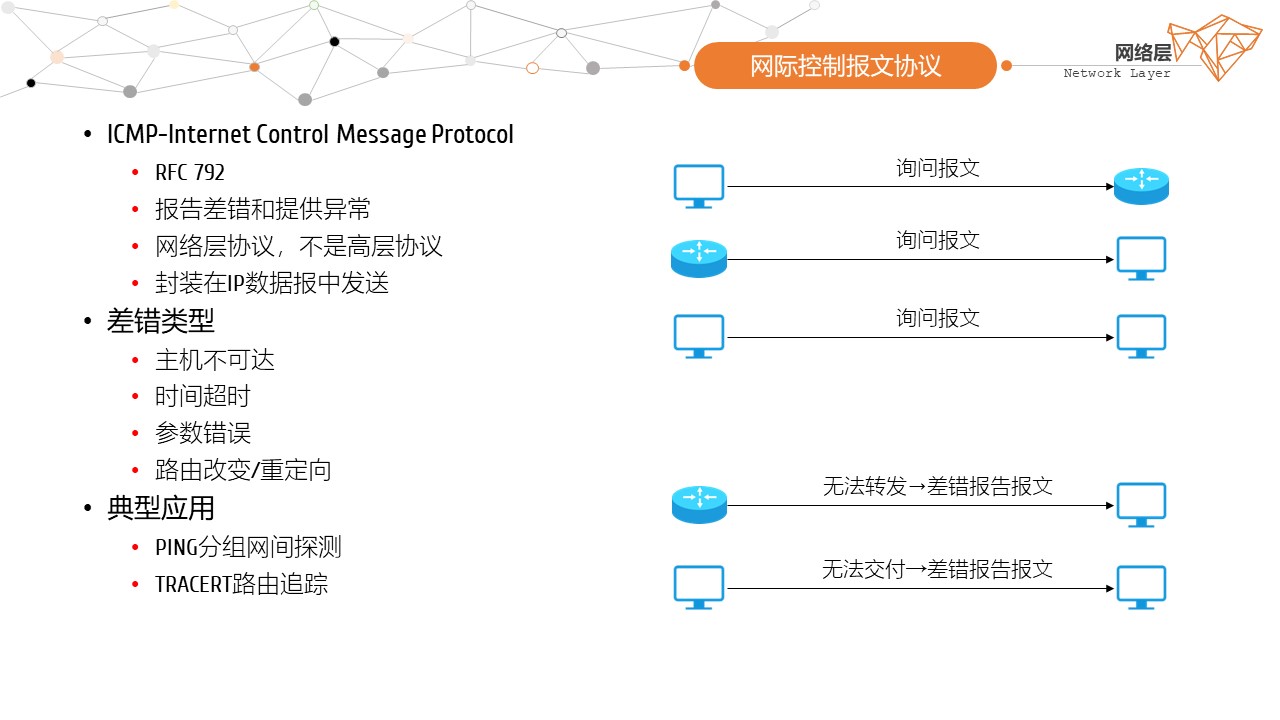 网际控制报文协议
网络层
Network Layer
• ICMP-Internet Control Message Protocol
• RFC 792
• 报告差错和提供异常
• 网络层协议，不是高层协议
• 封装在IP数据报中发送
• 差错类型
• 主机不可达
• 时间超时
• 参数错误
• 路由改变/重定向
• 典型应用
• PING分组网间探测
• TRACERT路由追踪
询问报文
询问报文
询问报文
无法转发→差错报告报文
无法交付→差错报告报文